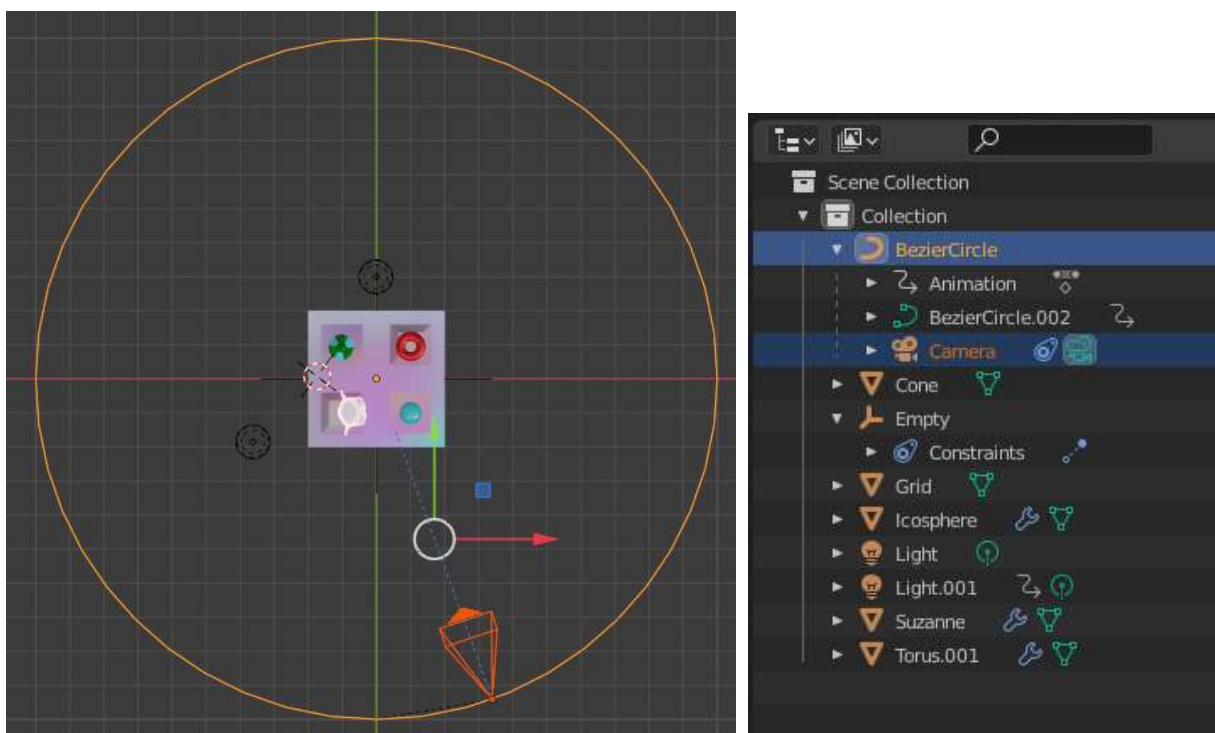 Scene Collection
Collection
BezierCircle
Animation
BezierCircle.002
Camera
Cone
Empty
Constraints
Grid
Icosphere
Light
Light.001
Suzanne
Torus.001